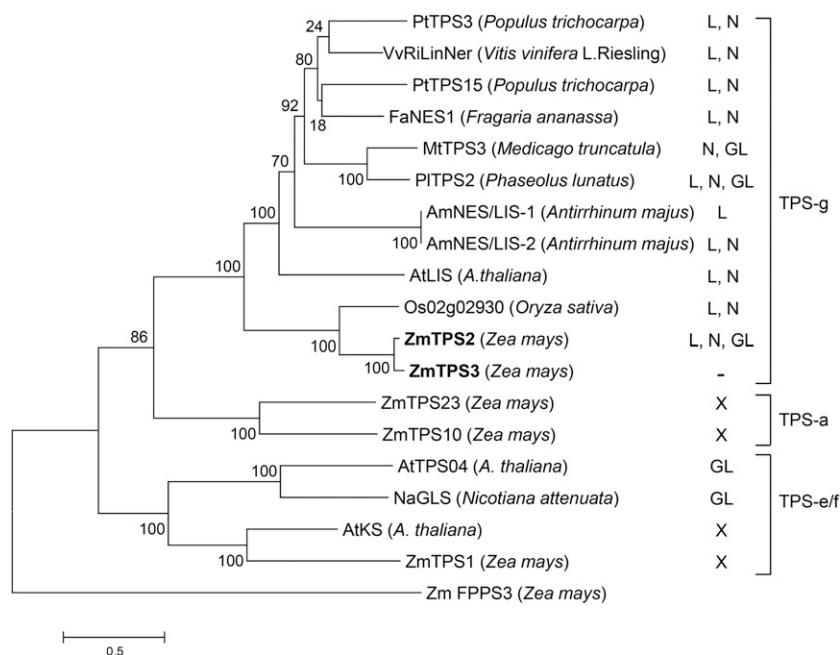 PtTPS3 (Populus trichocarpa) L, N
24
VvRiLinNer (Vitis vinifera L.Riesling) L, N
80
PtTPS15 (Populus trichocarpa) L, N
92
FaNES1 (Fragaria ananassa) L, N
18
MtTPS3 (Medicago truncatula) N, GL
70
100 PlTPS2 (Phaseolus lunatus) L, N, GL
TPS-g
AmNES/LIS-1 (Antirrhinum majus) L
100
100 AmNES/LIS-2 (Antirrhinum majus) L, N
100
AtLIS (A.thaliana) L, N
Os02g02930 (Oryza sativa) L, N
86
100 ZmTPS2 (Zea mays) L, N, GL
100 ZmTPS3 (Zea mays) -
ZmTPS23 (Zea mays) X
TPS-a
100 ZmTPS10 (Zea mays) X
100 AtTPS04 (A. thaliana) GL
NaGLS (Nicotiana attenuata) GL
TPS-e/f
100
AtKS (A. thaliana) X
100 ZmTPS1 (Zea mays) X
Zm FPPS3 (Zea mays)
0.5